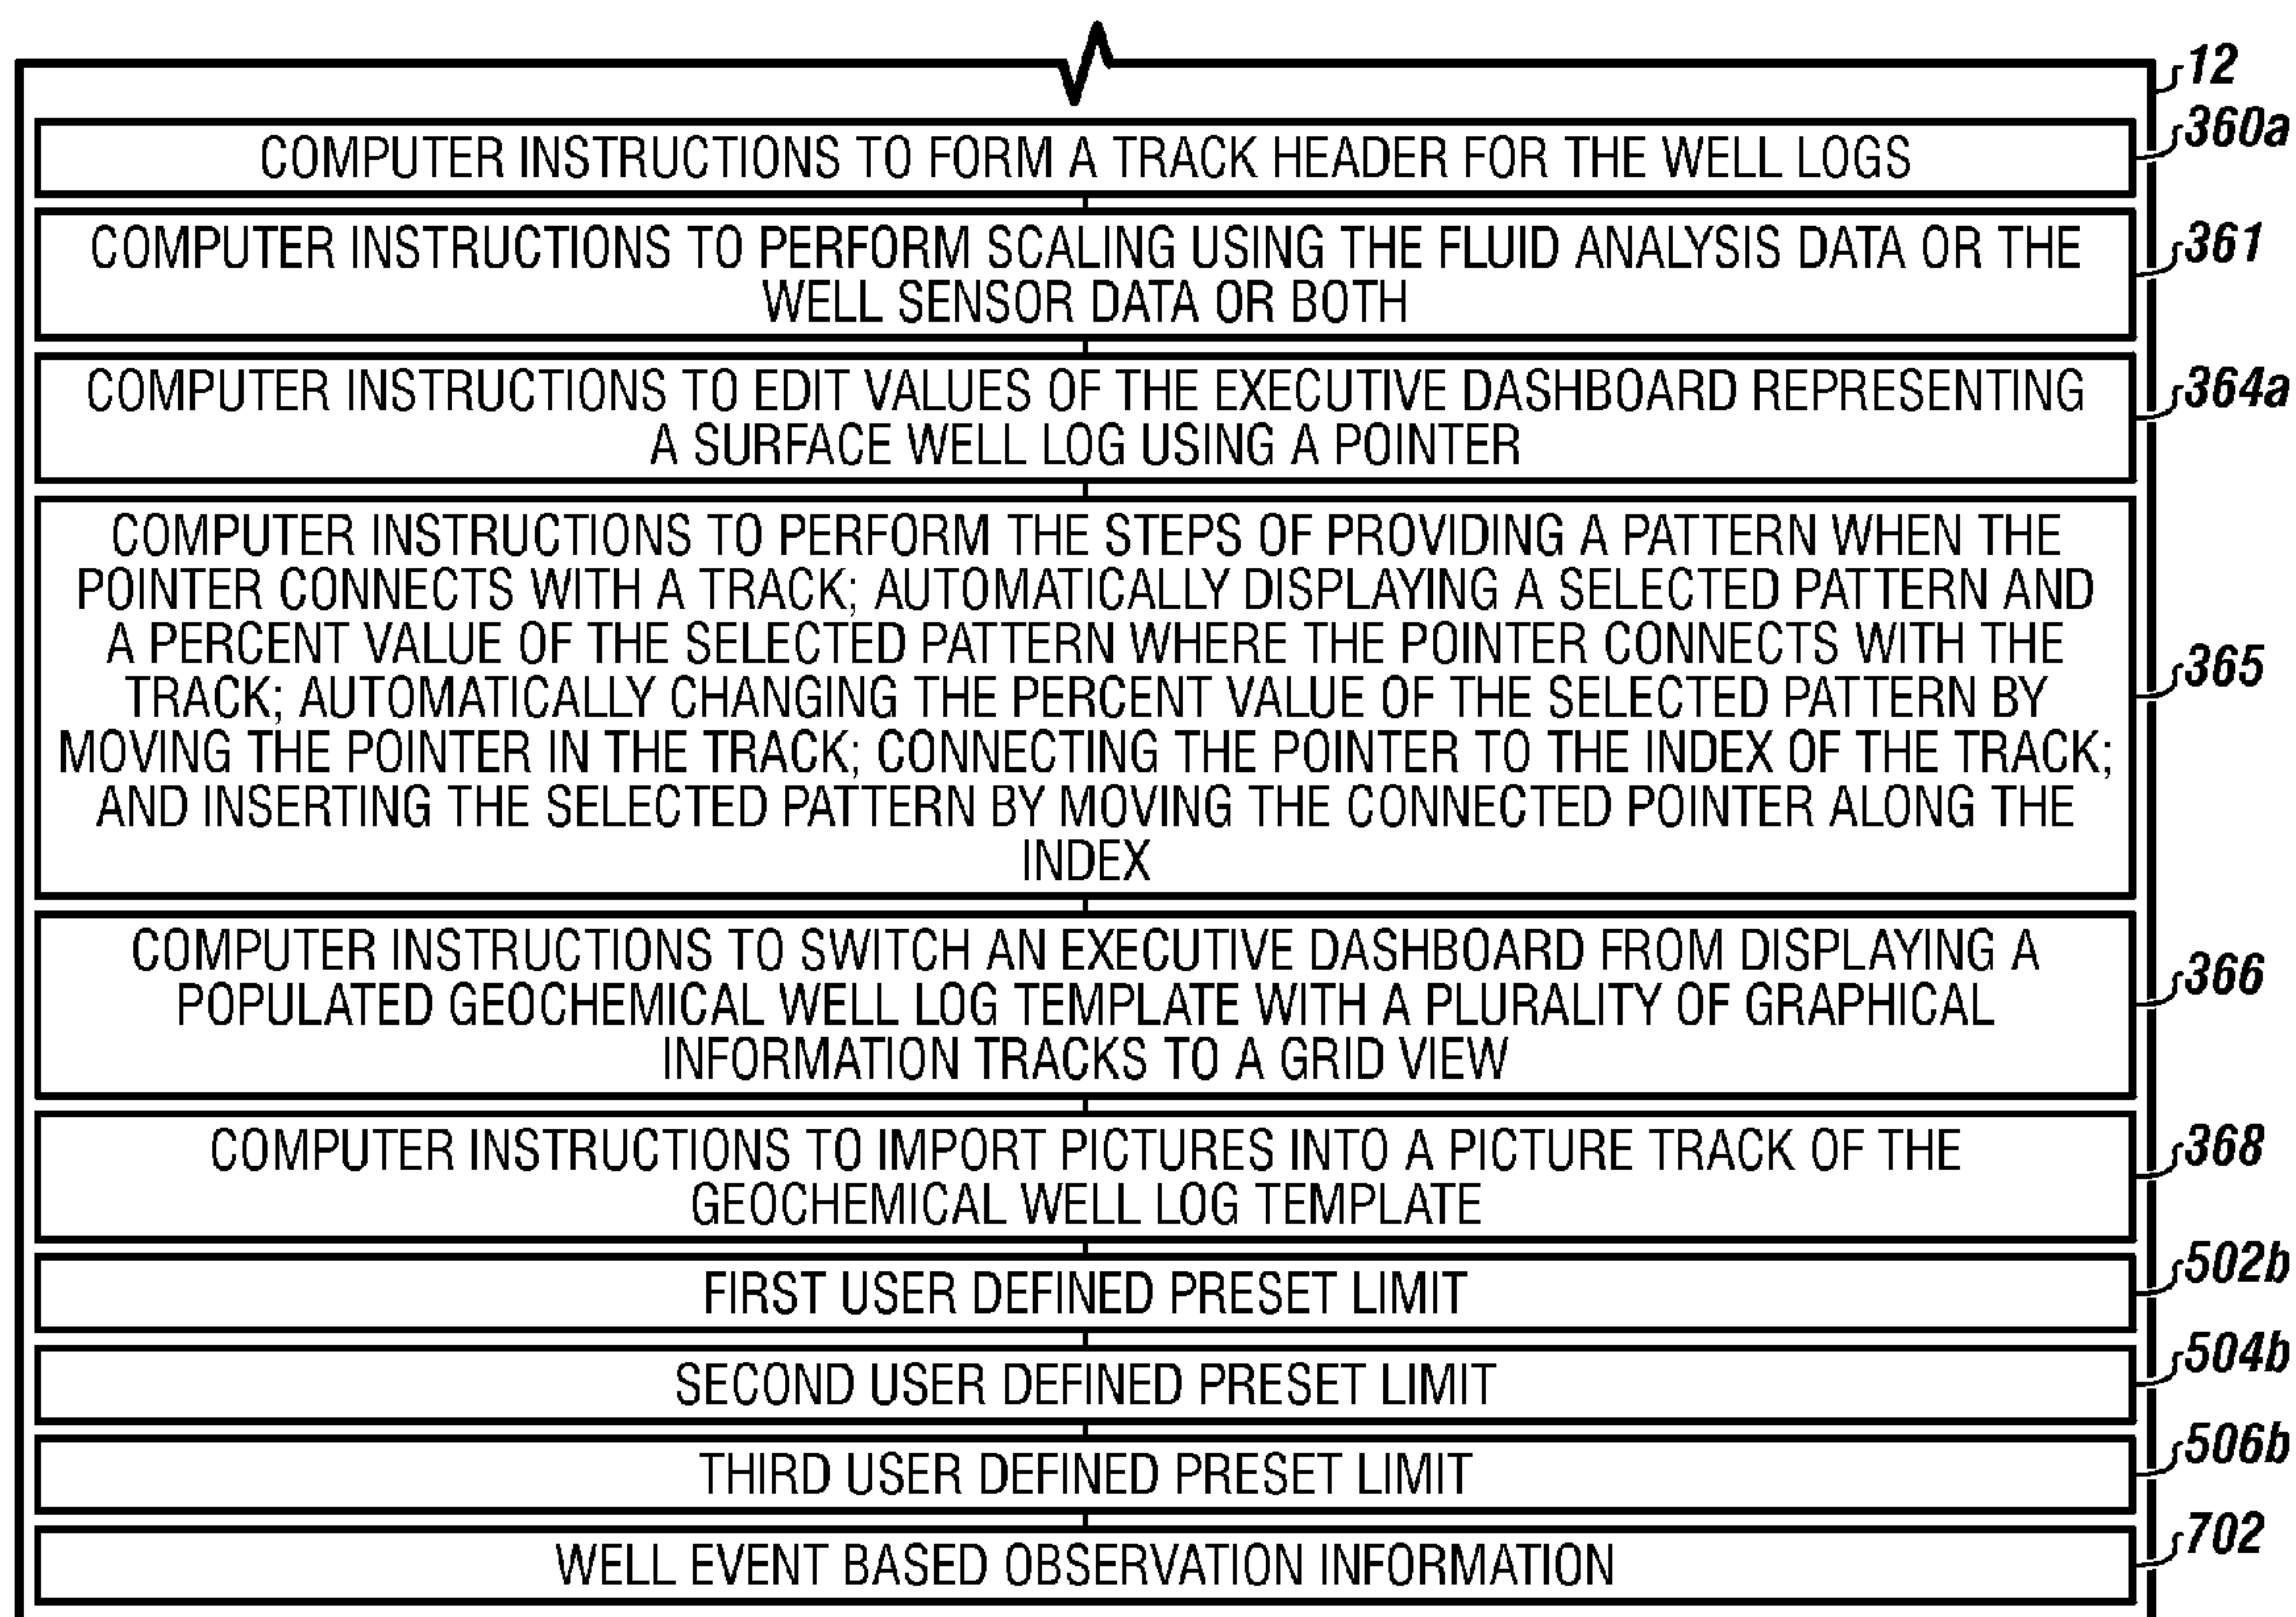 12
COMPUTER INSTRUCTIONS TO FORM A TRACK HEADER FOR THE WELL LOGS
360a
COMPUTER INSTRUCTIONS TO PERFORM SCALING USING THE FLUID ANALYSIS DATA OR THE
WELL SENSOR DATA OR BOTH
361
COMPUTER INSTRUCTIONS TO EDIT VALUES OF THE EXECUTIVE DASHBOARD REPRESENTING
A SURFACE WELL LOG USING A POINTER
364a
COMPUTER INSTRUCTIONS TO PERFORM THE STEPS OF PROVIDING A PATTERN WHEN THE
POINTER CONNECTS WITH A TRACK; AUTOMATICALLY DISPLAYING A SELECTED PATTERN AND
A PERCENT VALUE OF THE SELECTED PATTERN WHERE THE POINTER CONNECTS WITH THE
TRACK; AUTOMATICALLY CHANGING THE PERCENT VALUE OF THE SELECTED PATTERN BY
MOVING THE POINTER IN THE TRACK; CONNECTING THE POINTER TO THE INDEX OF THE TRACK;
AND INSERTING THE SELECTED PATTERN BY MOVING THE CONNECTED POINTER ALONG THE
INDEX
365
COMPUTER INSTRUCTIONS TO SWITCH AN EXECUTIVE DASHBOARD FROM DISPLAYING A
POPULATED GEOCHEMICAL WELL LOG TEMPLATE WITH A PLURALITY OF GRAPHICAL
INFORMATION TRACKS TO A GRID VIEW
366
COMPUTER INSTRUCTIONS TO IMPORT PICTURES INTO A PICTURE TRACK OF THE
GEOCHEMICAL WELL LOG TEMPLATE
368
FIRST USER DEFINED PRESET LIMIT
502b
SECOND USER DEFINED PRESET LIMIT
504b
THIRD USER DEFINED PRESET LIMIT
506b
WELL EVENT BASED OBSERVATION INFORMATION
702